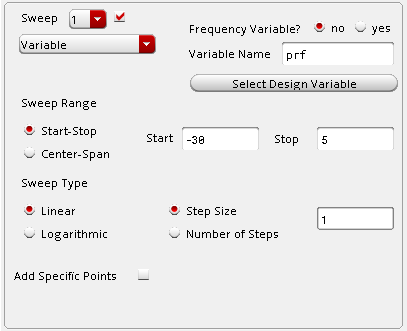 Sweep 1
Frequency Variable? no yes
Variable
Variable Name prf
Select Design Variable
Sweep Range
Start-Stop
Start -30 Stop 5
Center-Span
Sweep Type
Linear
Step Size 1
Logarithmic
Number of Steps
Add Specific Points